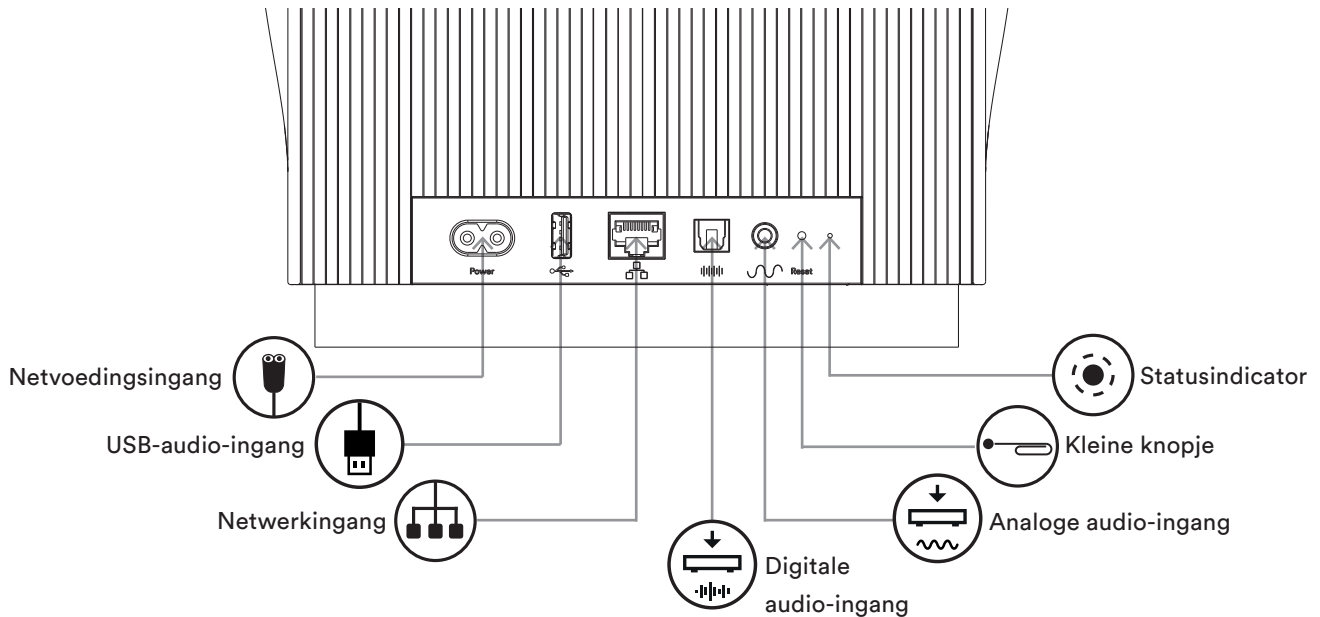 Power
Reset
Netvoedingsingang
Statusindicator
USB-audio-ingang
Kleine knopje
Netwerkingang
Analoge audio-ingang
Digitale
audio-ingang